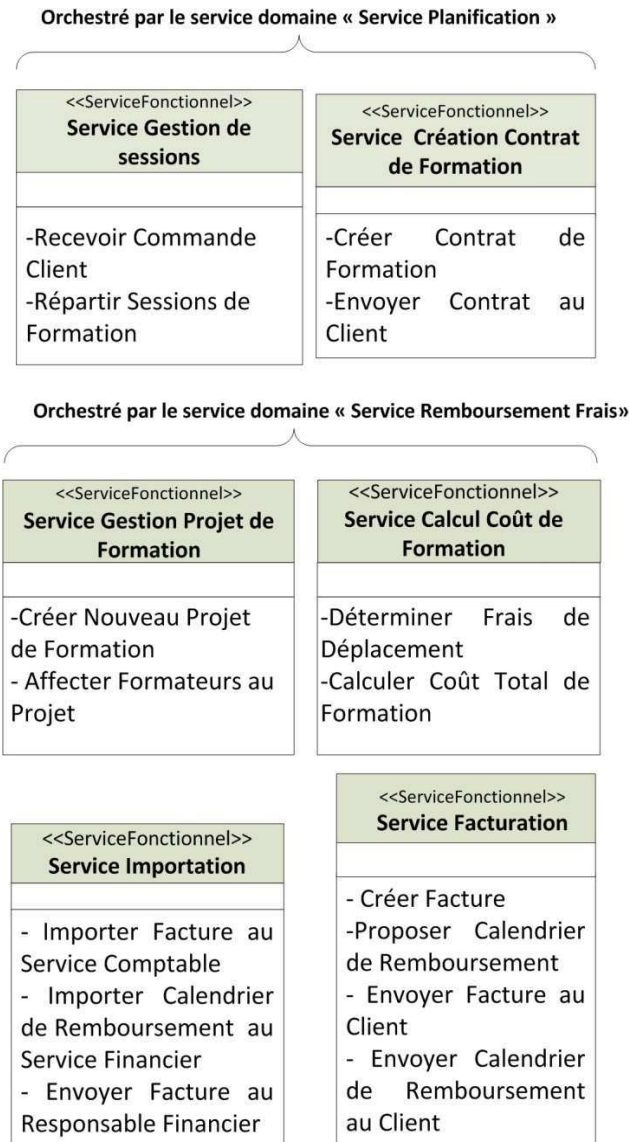 Orchestré par le service domaine « Service Planification »
<<ServiceFonctionnel>>
Service Gestion de
sessions
-Recevoir Commande
Client
-Répartir Sessions de
Formation
<<ServiceFonctionnel>>
Service Création Contrat
de Formation
-Créer Contrat de
Formation
-Envoyer Contrat au
Client
Orchestré par le service domaine « Service Remboursement Frais»
<<ServiceFonctionnel>>
Service Gestion Projet de
Formation
-Créer Nouveau Projet
de Formation
- Affecter Formateurs au
Projet
<<ServiceFonctionnel>>
Service Calcul Coût de
Formation
-Déterminer Frais de
Déplacement
-Calculer Coût Total de
Formation
<<ServiceFonctionnel>>
Service Importation
- Importer Facture au
Service Comptable
- Importer Calendrier
de Remboursement au
Service Financier
- Envoyer Facture au
Responsable Financier
<<ServiceFonctionnel>>
Service Facturation
- Créer Facture
-Proposer Calendrier
de Remboursement
- Envoyer Facture au
Client
- Envoyer Calendrier
de Remboursement
au Client